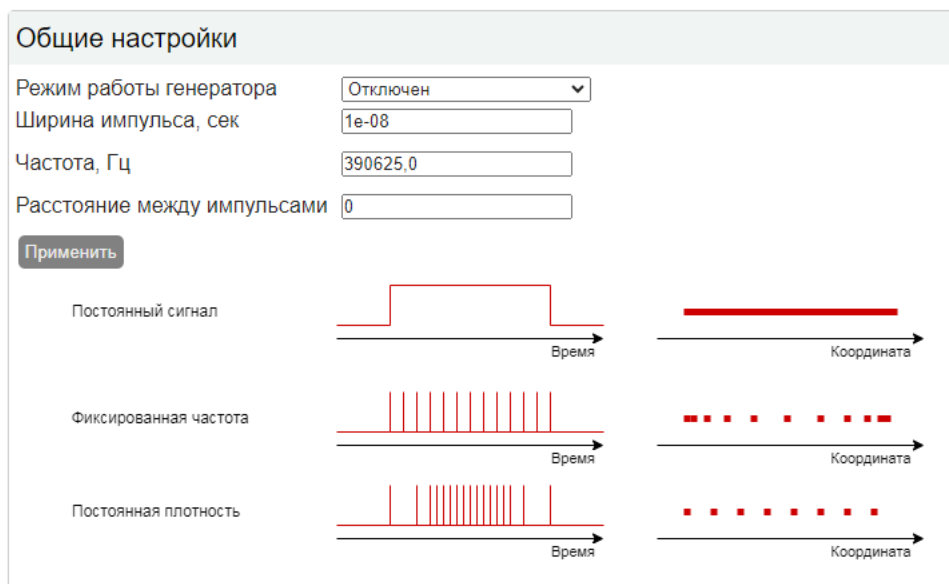 Общие настройки
Режим работы генератора Отключен
Ширина импульса, сек 1e-08
Частота, Гц 390625,0
Расстояние между импульсами 0
Применить
Постоянный сигнал
Время Координата
Фиксированная частота
Время Координата
Постоянная плотность
Время Координата